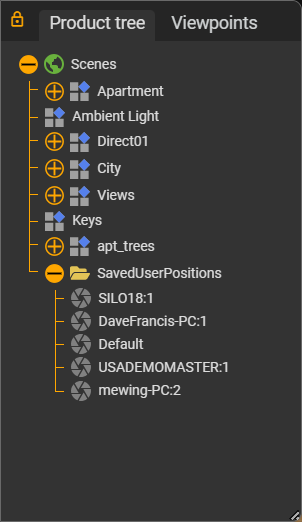 Product tree Viewpoints
Scenes
Apartment
Ambient Light
Direct01
City
Views
Keys
apt_trees
SavedUserPositions
SILO18:1
DaveFrancis-PC:1
Default
USADEMOMASTER:1
mewing-PC:2